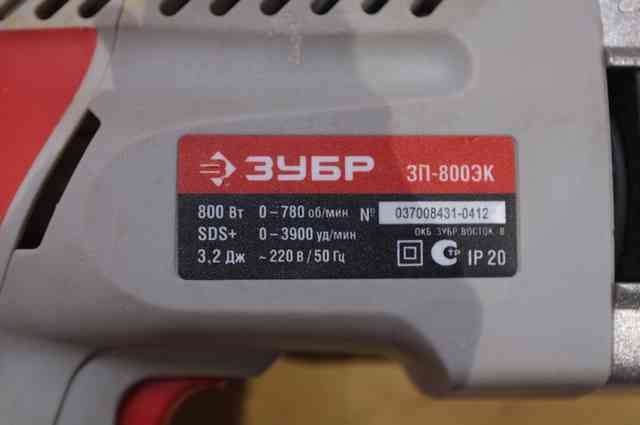 ЗУБР ЗП-800ЭК
800 Вт 0-780 об/мин № 037008431-0412
SDS+ 0-3900 уд/мин ОКБ ЗУБР ВОСТОК В
3,2 Дж ~220 В / 50 Гц IP 20